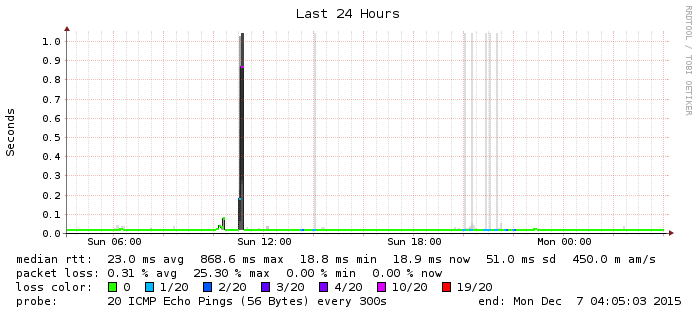 Last 24 Hours
RRDTOOL / TOBI OETIKER
Seconds
1.0
0.9
0.8
0.7
0.6
0.5
0.4
0.3
0.2
0.1
0.0
Sun 06:00 Sun 12:00 Sun 18:00 Mon 00:00
median rtt: 23.0 ms avg 868.6 ms max 18.8 ms min 18.9 ms now 51.0 ms sd 450.0 m am/s
packet loss: 0.31 % avg 25.30 % max 0.00 % min 0.00 % now
loss color: 0 1/20 2/20 3/20 4/20 10/20 19/20
probe: 20 ICMP Echo Pings (56 Bytes) every 300s end: Mon Dec 7 04:05:03 2015